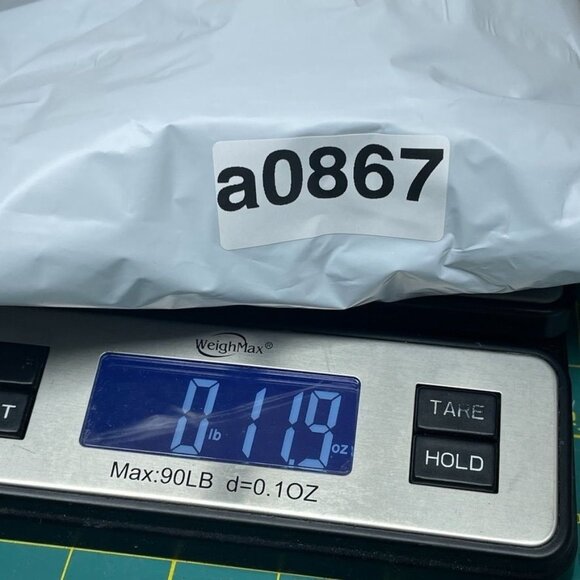 a0867
WeighMax®
0 lb 11.9 oz
T
TARE
HOLD
Max:90LB d=0.1OZ